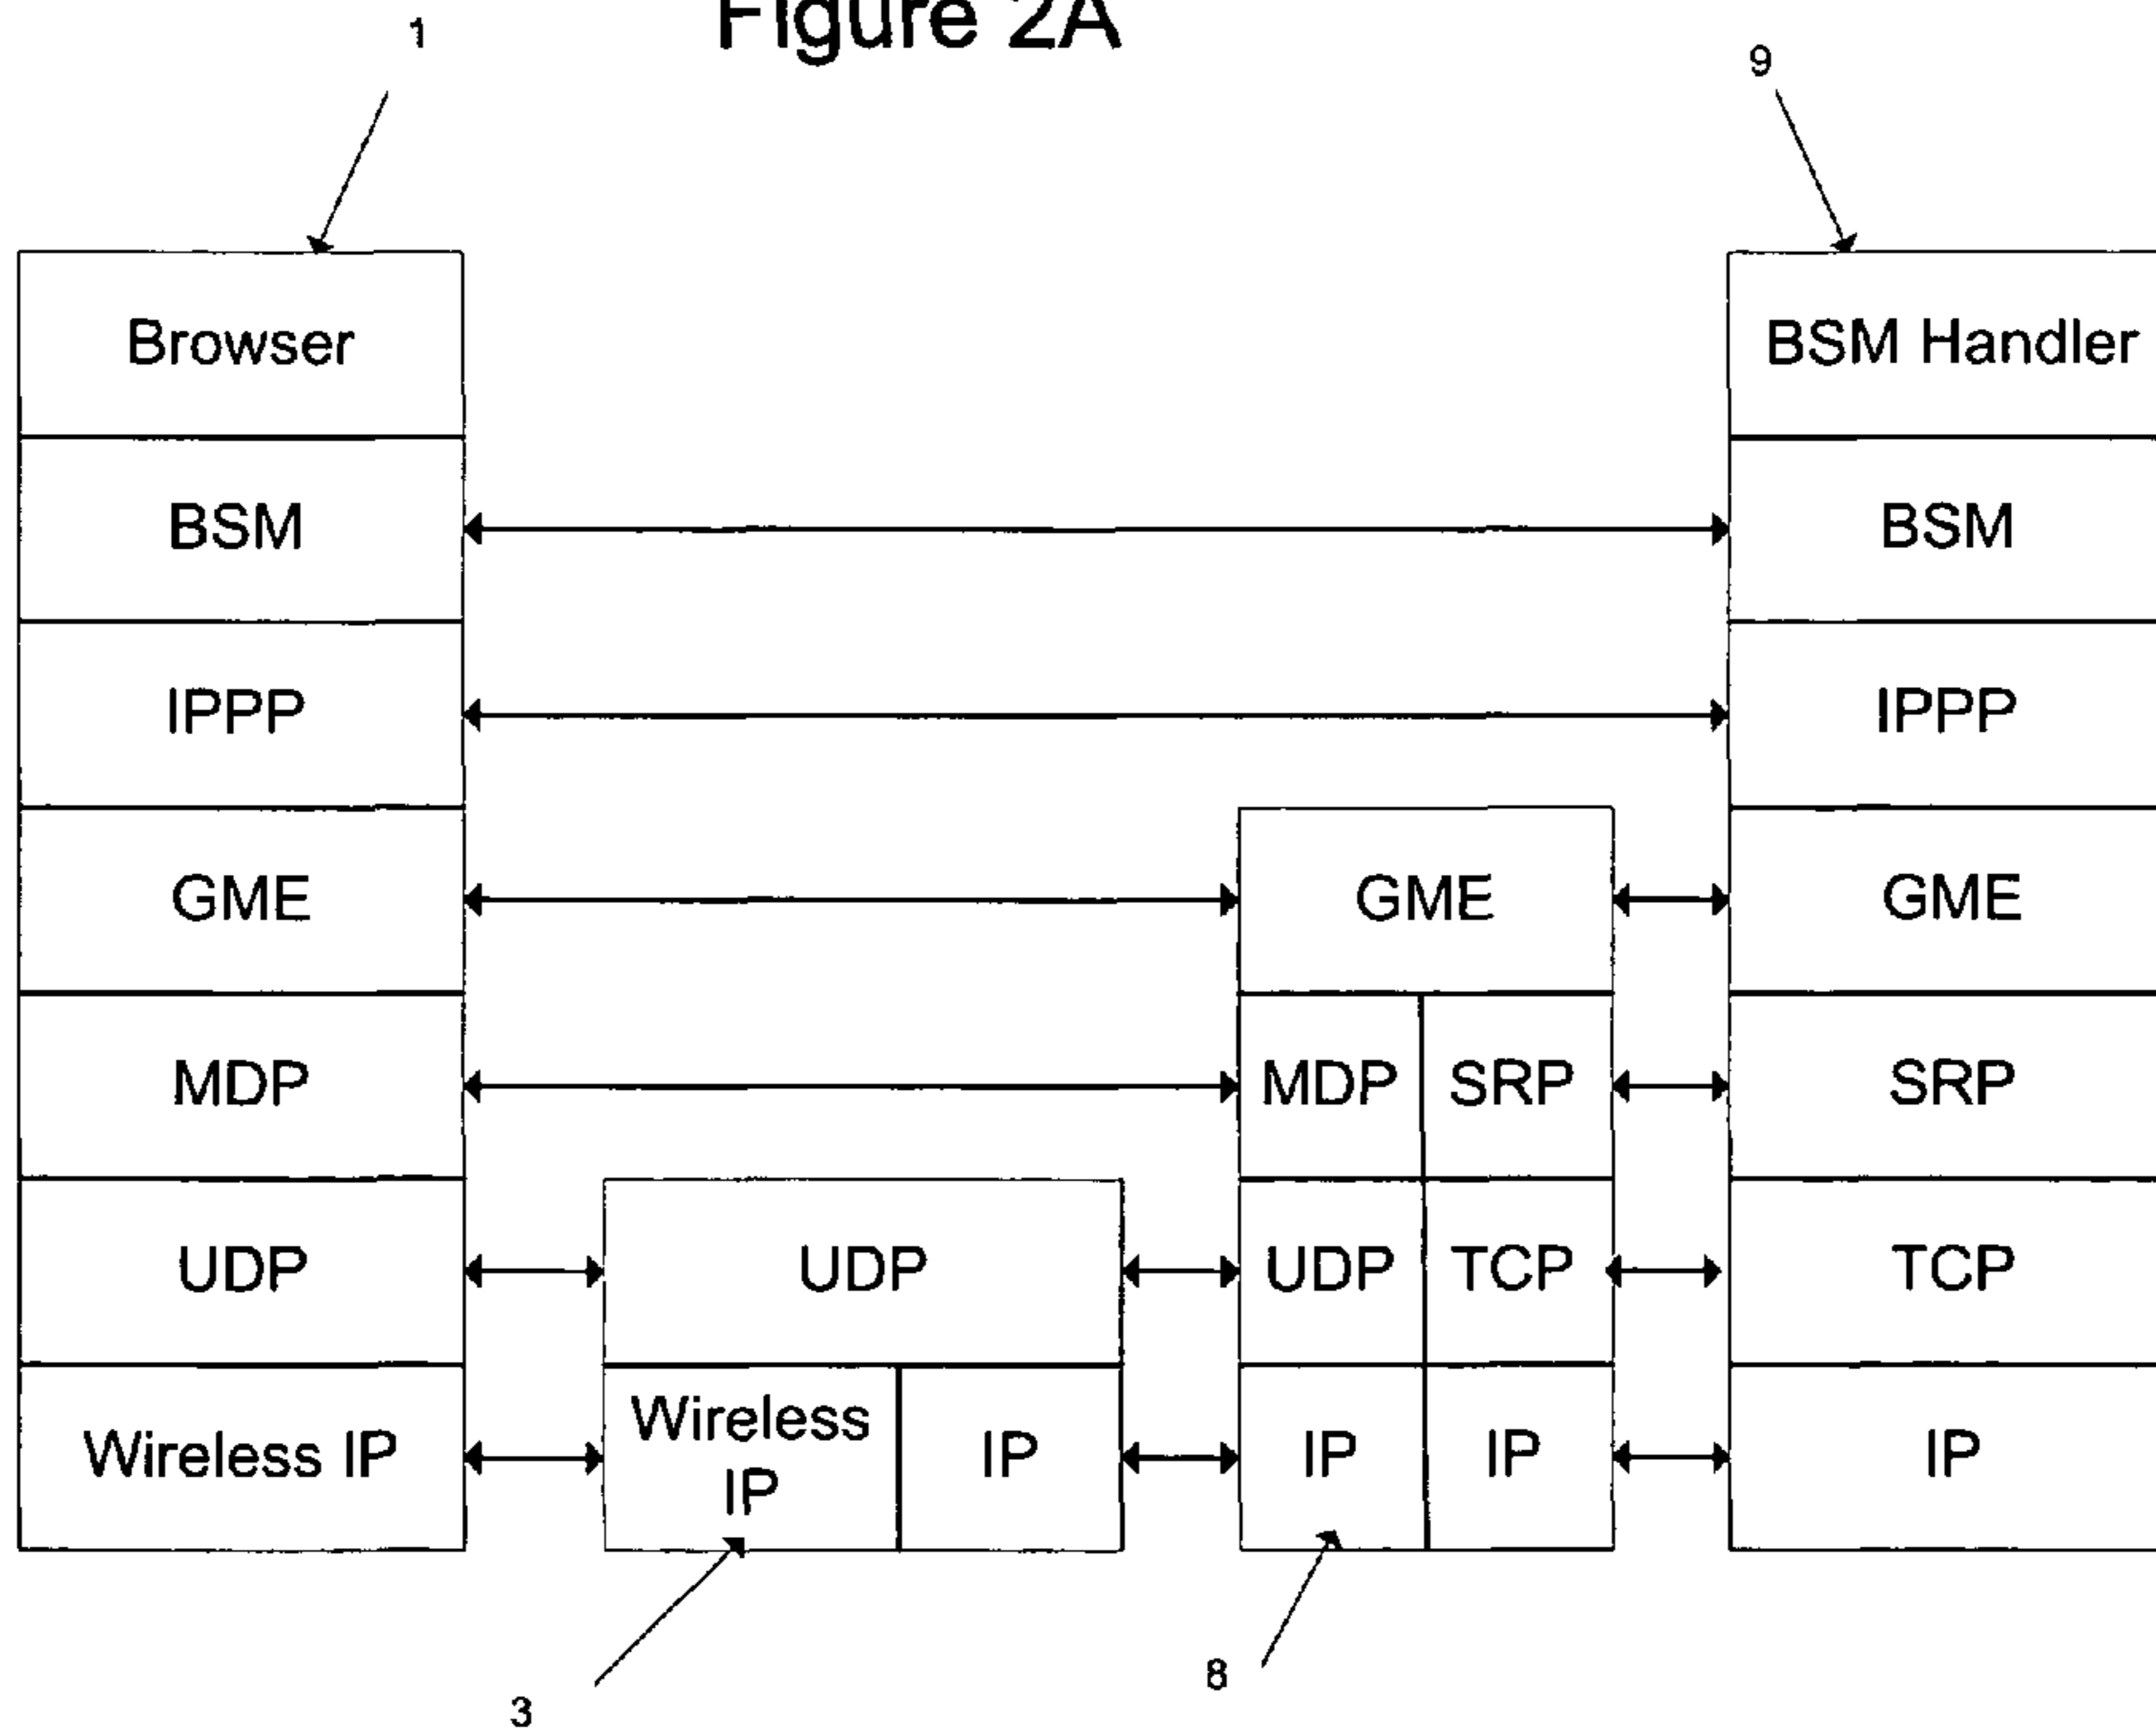 Figure 2A
1
9
Browser
BSM Handler
BSM
BSM
IPPP
IPPP
GME
GME
GME
MDP
MDP
SRP
SRP
UDP
UDP
UDP
TCP
TCP
Wireless IP
Wireless
IP
IP
IP
IP
IP
3
8